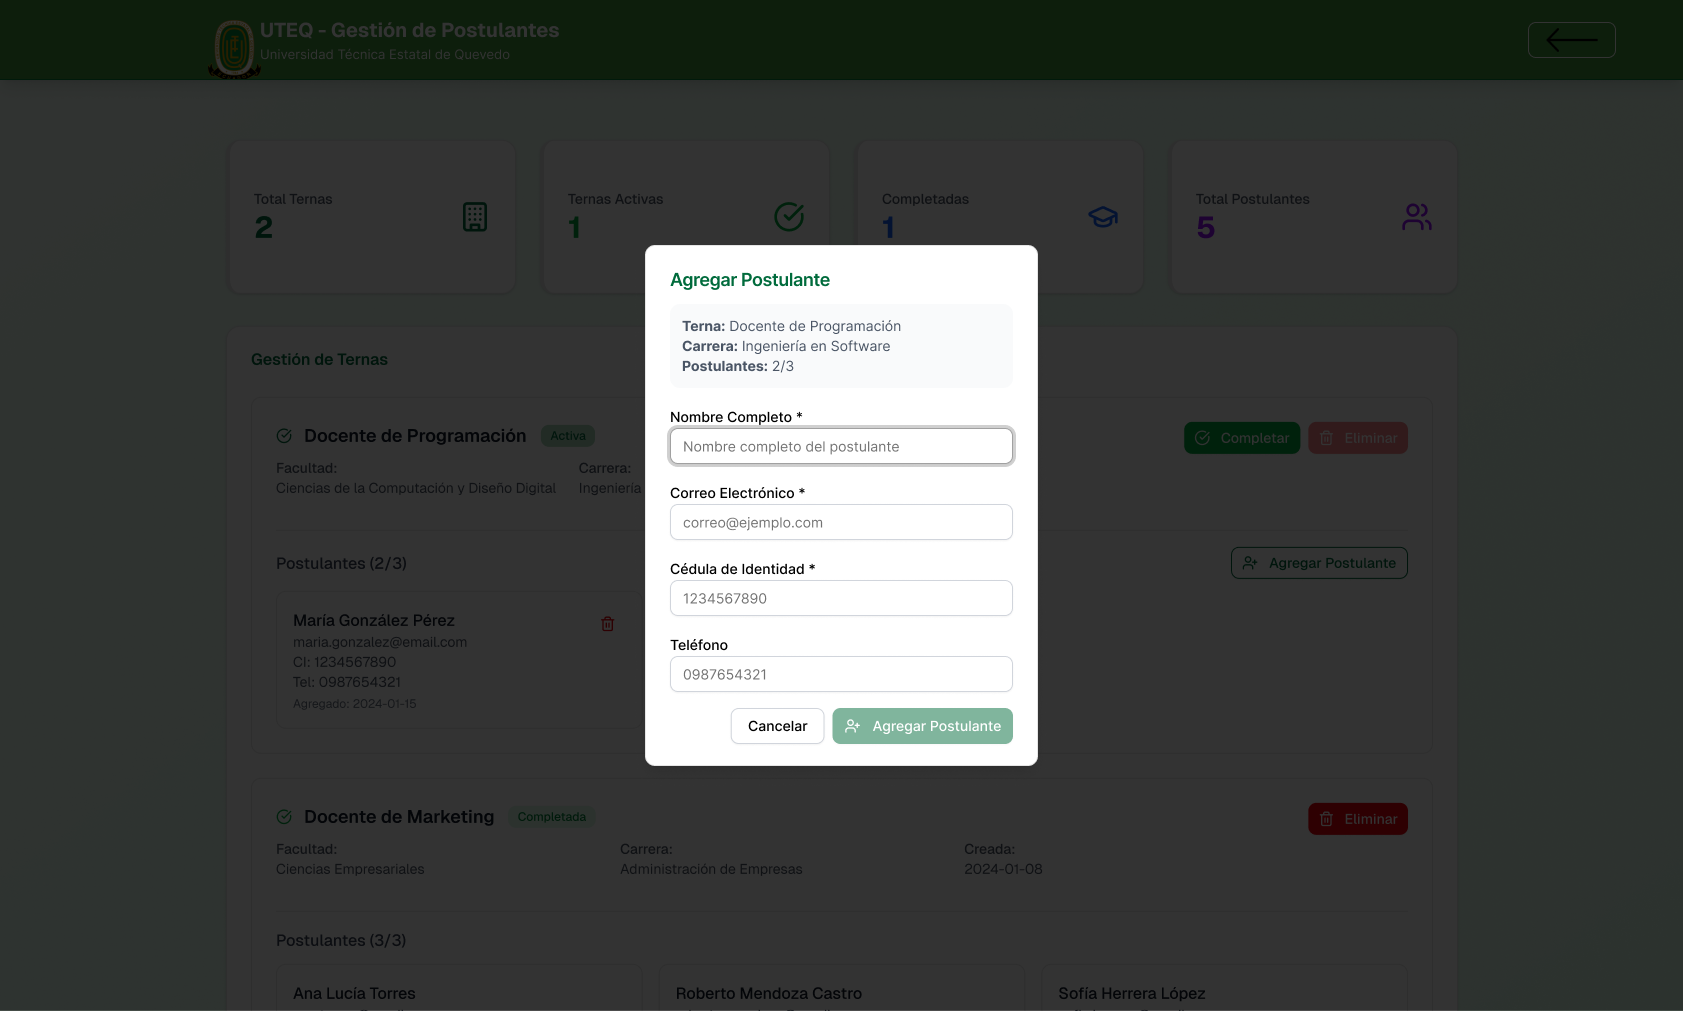 UTEQ - Gestión de Postulantes
Universidad Técnica Estatal de Quevedo
Total Ternas
2
Ternas Activas
1
Completadas
1
Total Postulantes
5
Gestión de Ternas
Docente de Programación
Activa
Completar
Eliminar
Facultad:
Ciencias de la Computación y Diseño Digital
Carrera:
Ingeniería
Postulantes (2/3)
Agregar Postulante
María González Pérez
maria.gonzalez@email.com
CI: 1234567890
Tel: 0987654321
Agregado: 2024-01-15
Agregar Postulante
Terna: Docente de Programación
Carrera: Ingeniería en Software
Postulantes: 2/3
Nombre Completo *
Nombre completo del postulante
Correo Electrónico *
correo@ejemplo.com
Cédula de Identidad *
1234567890
Teléfono
0987654321
Cancelar
Agregar Postulante
Docente de Marketing
Completada
Eliminar
Facultad:
Ciencias Empresariales
Carrera:
Administración de Empresas
Creada:
2024-01-08
Postulantes (3/3)
Ana Lucía Torres
Roberto Mendoza Castro
Sofía Herrera López